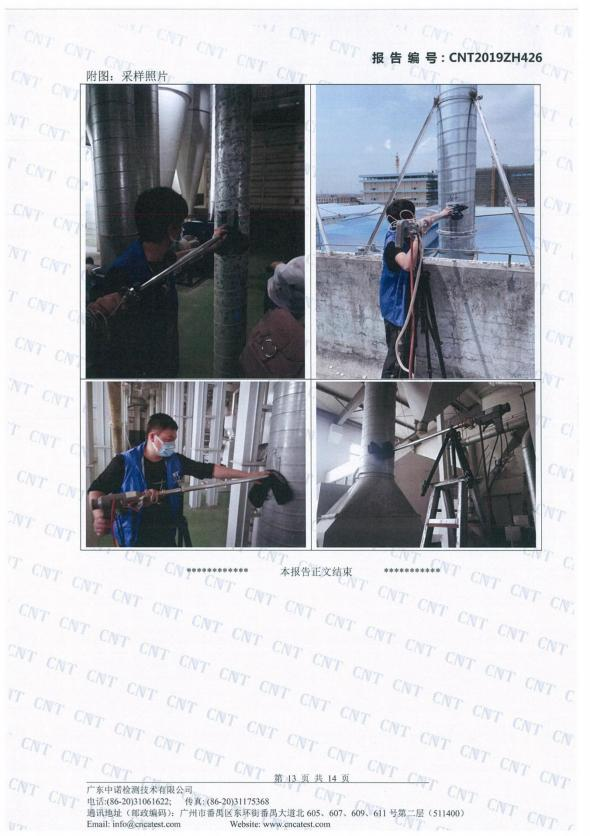 报 告 编 号：CNT2019ZH426
附图：采样照片
************ 本报告正文结束 ***********
第 13 页 共 14 页
广东中诺检测技术有限公司
电话:(86-20)31061622; 传真: (86-20)31175368
通讯地址（邮政编码）：广州市番禺区东环街番禺大道北 605、607、609、611 号第二层（511400）
Email: info@cncatest.com Website: www.cncatest.com